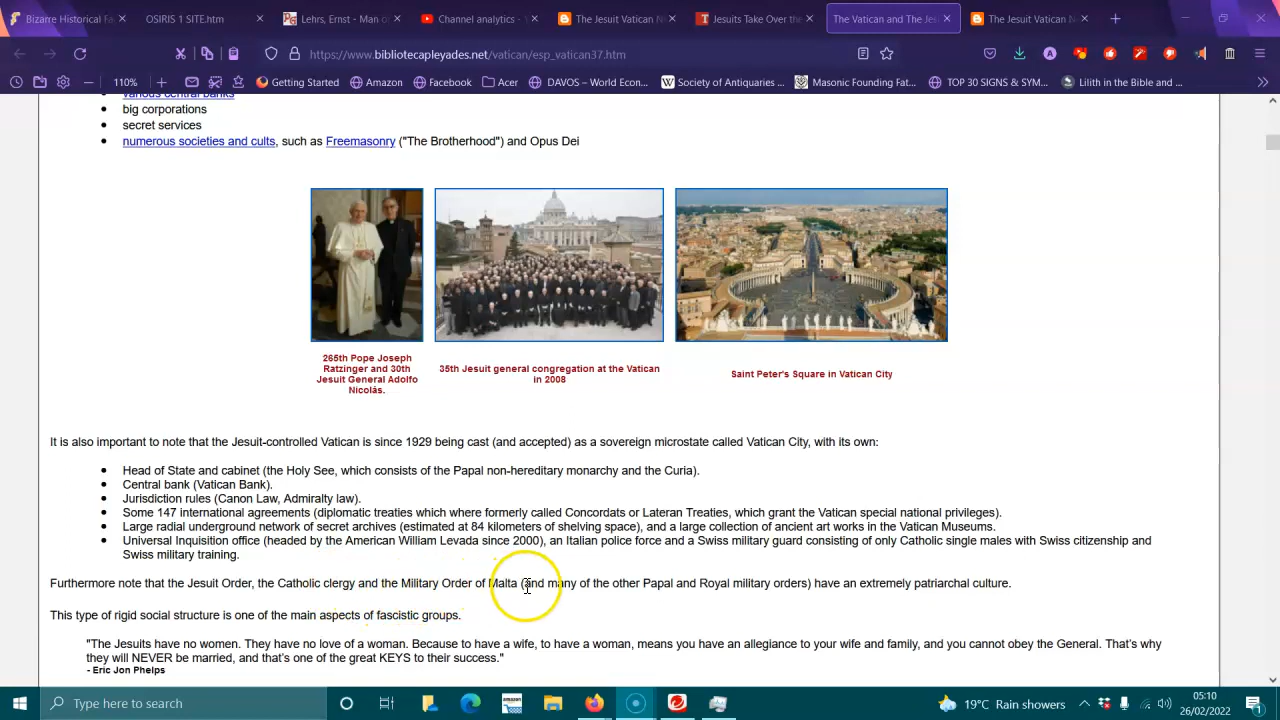 Bizarre Historical Fa
OSIRIS 1 SITE.htm
Lehrs, Ernst - Man o
Channel analytics -
The Jesuit Vatican N
Jesuits Take Over the
The Vatican and The Jes
The Jesuit Vatican N
https://www.bibliotecapleyades.net/vatican/esp_vatican37.htm
110%
Getting Started
Amazon
Facebook
Acer
DAVOS – World Econ...
Society of Antiquaries ...
Masonic Founding Fat...
TOP 30 SIGNS & SYM...
Lilith in the Bible and ...
various central banks
big corporations
secret services
numerous societies and cults, such as Freemasonry ("The Brotherhood") and Opus Dei
265th Pope Joseph
Ratzinger and 30th
Jesuit General Adolfo
Nicolás.
35th Jesuit general congregation at the Vatican
in 2008
Saint Peter's Square in Vatican City
It is also important to note that the Jesuit-controlled Vatican is since 1929 being cast (and accepted) as a sovereign microstate called Vatican City, with its own:
Head of State and cabinet (the Holy See, which consists of the Papal non-hereditary monarchy and the Curia).
Central bank (Vatican Bank).
Jurisdiction rules (Canon Law, Admiralty law).
Some 147 international agreements (diplomatic treaties which where formerly called Concordats or Lateran Treaties, which grant the Vatican special national privileges).
Large radial underground network of secret archives (estimated at 84 kilometers of shelving space), and a large collection of ancient art works in the Vatican Museums.
Universal Inquisition office (headed by the American William Levada since 2000), an Italian police force and a Swiss military guard consisting of only Catholic single males with Swiss citizenship and
Swiss military training.
Furthermore note that the Jesuit Order, the Catholic clergy and the Military Order of Malta (and many of the other Papal and Royal military orders) have an extremely patriarchal culture.
This type of rigid social structure is one of the main aspects of fascistic groups.
"The Jesuits have no women. They have no love of a woman. Because to have a wife, to have a woman, means you have an allegiance to your wife and family, and you cannot obey the General. That's why
they will NEVER be married, and that's one of the great KEYS to their success."
- Eric Jon Phelps
Type here to search
19°C Rain showers
05:10
26/02/2022